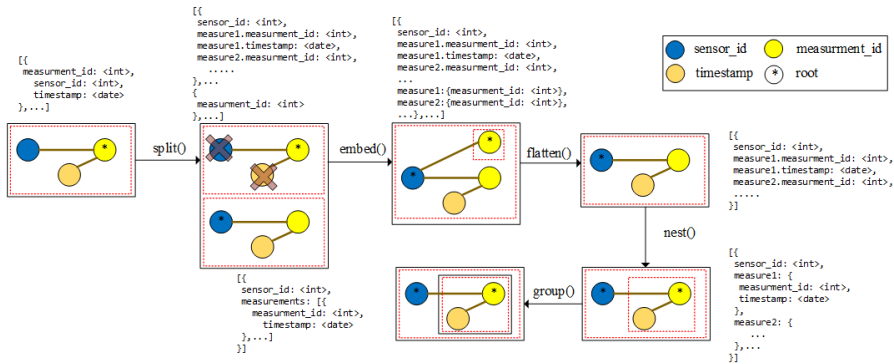 [{
measurment_id: <int>,
sensor_id: <int>,
timestamp: <date>
},...]
[{
sensor_id: <int>,
measure1.measurment_id: <int>,
measure1.timestamp: <date>,
measure2.measurment_id: <int>,
.....
},...
{
measurment_id: <int>
},...]
[{
sensor_id: <int>,
measure1.measurment_id: <int>,
measure1.timestamp: <date>,
measure2.measurment_id: <int>,
...
measure1:{measurment_id: <int>},
measure2:{measurment_id: <int>},
...},...]
sensor_id
measurment_id
timestamp
* root
*
split()
*
*
embed()
*
*
flatten()
*
[{
sensor_id: <int>,
measure1.measurment_id: <int>,
measure1.timestamp: <date>,
measure2.measurment_id: <int>,
.....
}]
nest()
[{
sensor_id: <int>,
measure1: {
measurment_id: <int>,
timestamp: <date>
},
measure2: {
...
},...
}]
*
*
group()
*
*
[{
sensor_id: <int>,
measurements: [{
measurment_id: <int>,
timestamp: <date>
},...]
}]